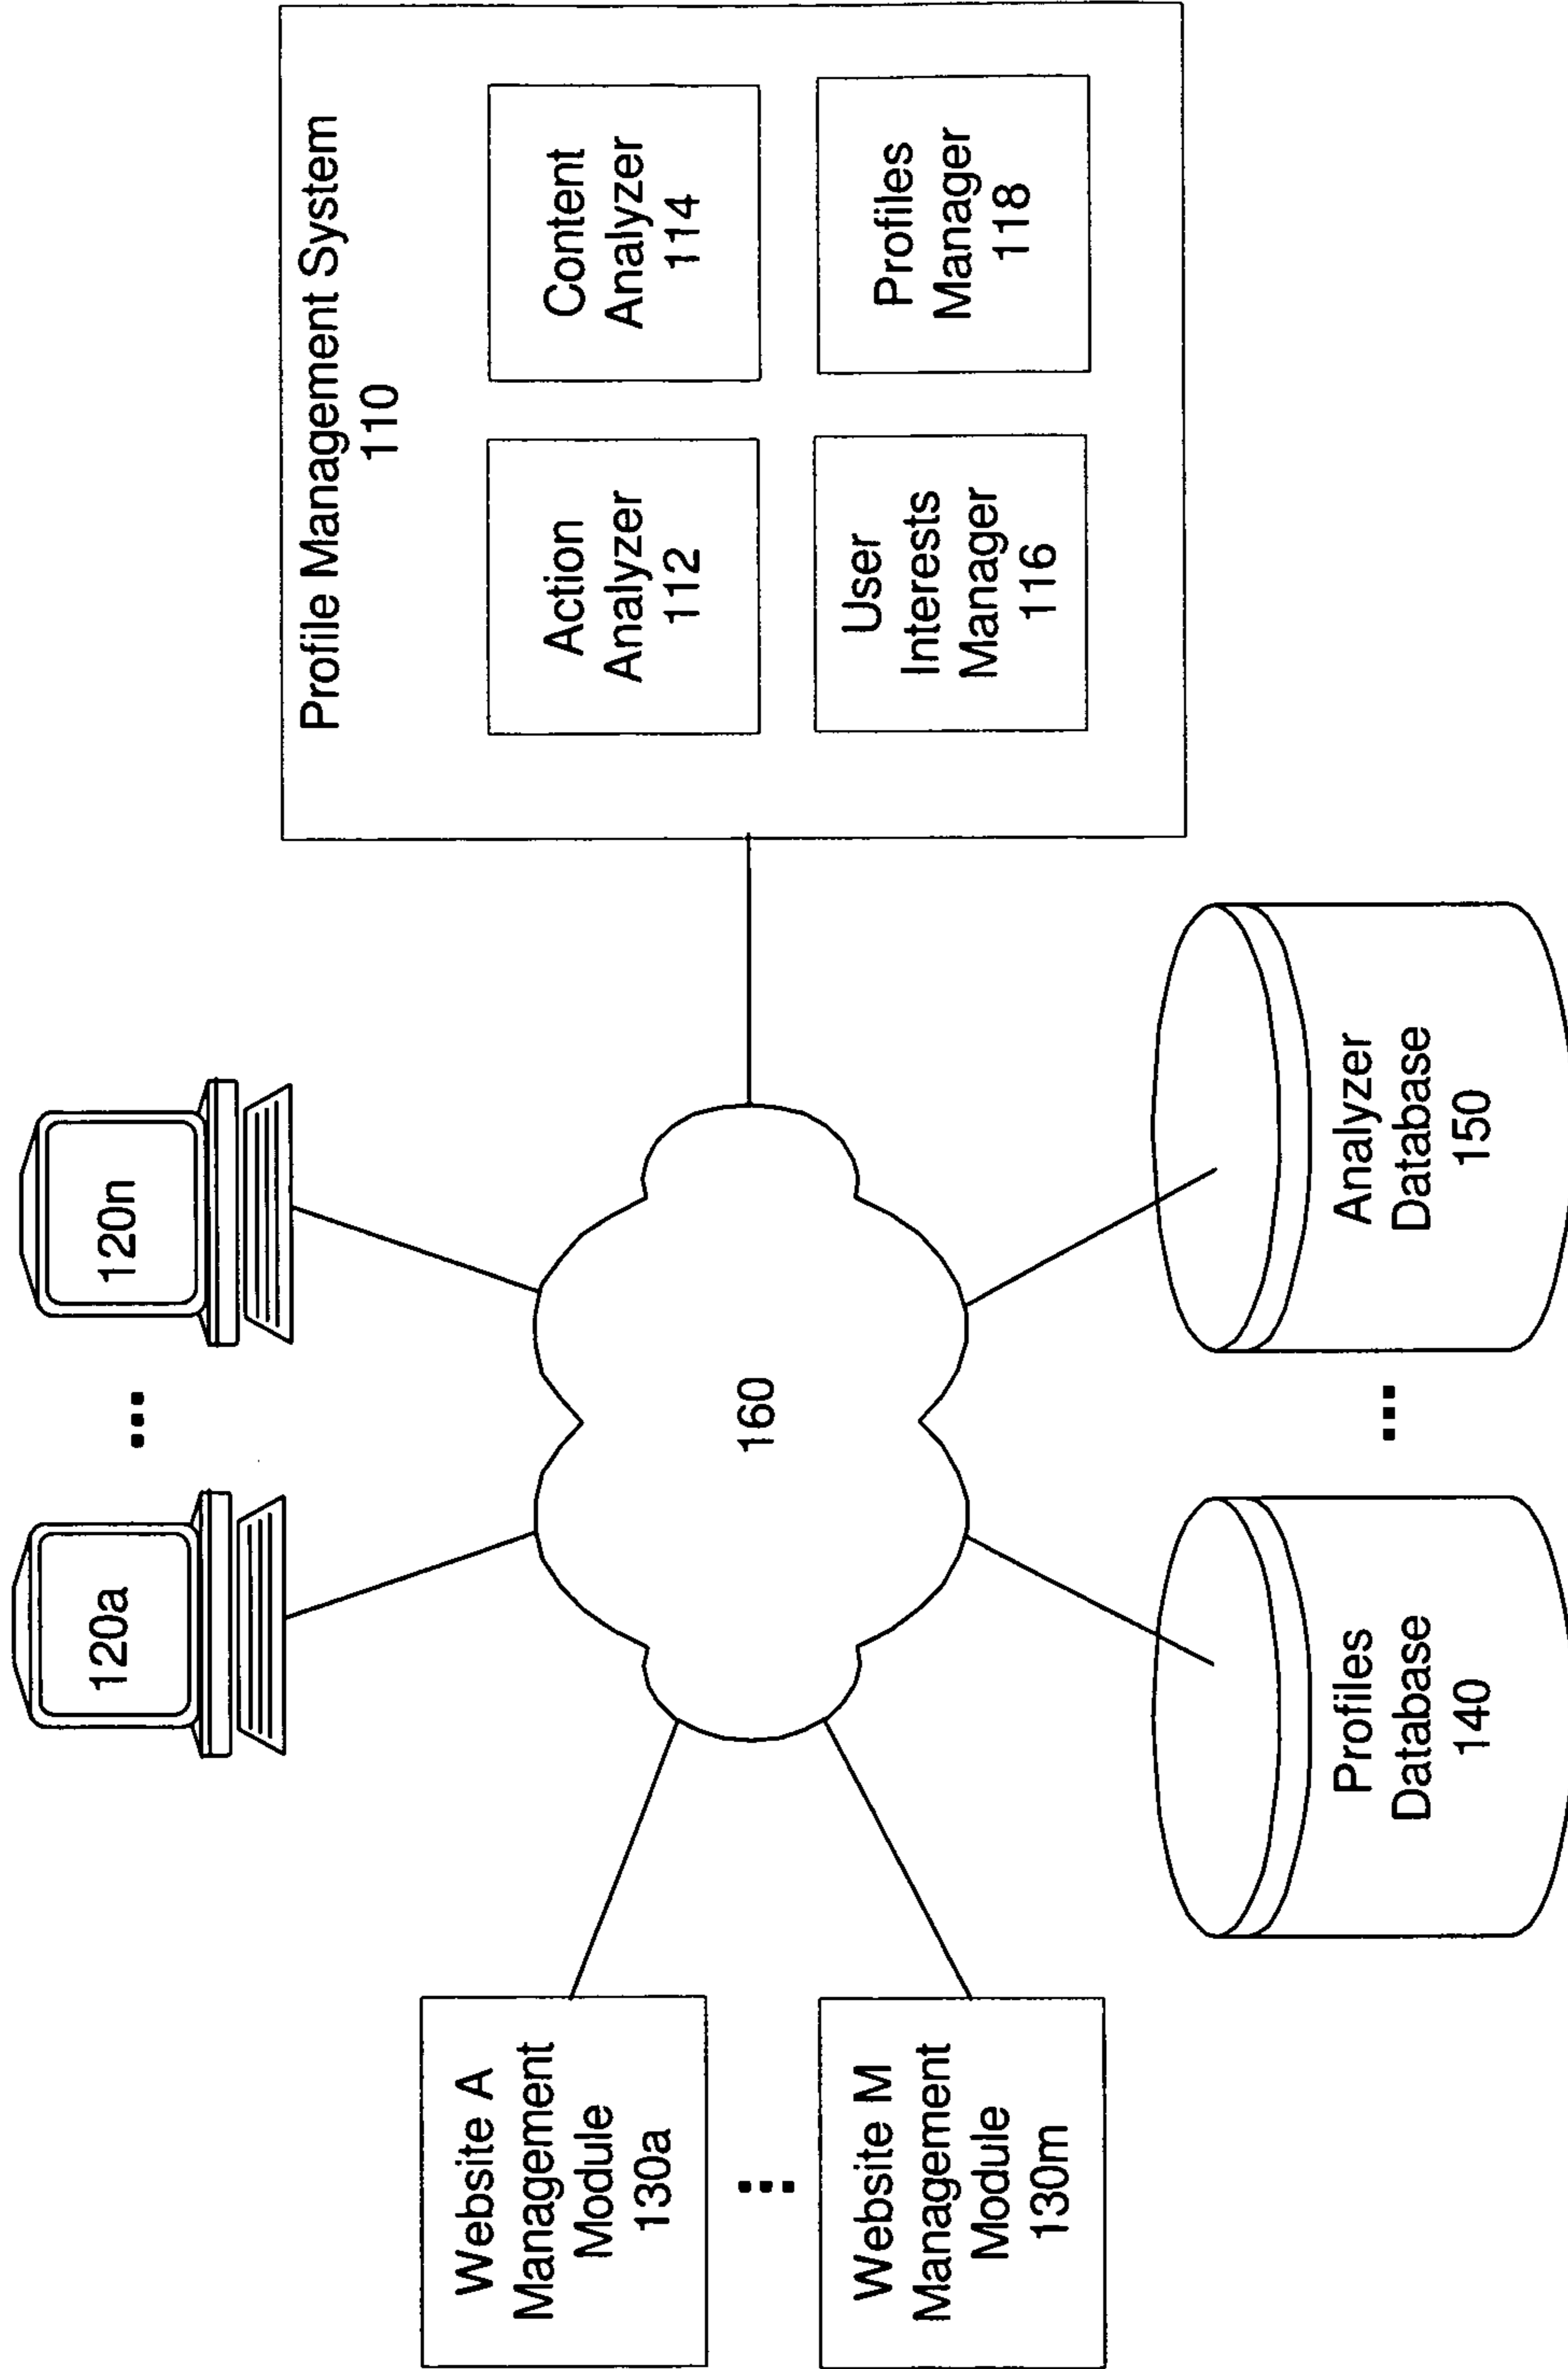 120a
120n
Website A
Management
Module
130a
Website M
Management
Module
130m
160
Profiles
Database
140
Analyzer
Database
150
Profile Management System
110
Action
Analyzer
112
Content
Analyzer
114
User
Interests
Manager
116
Profiles
Manager
118